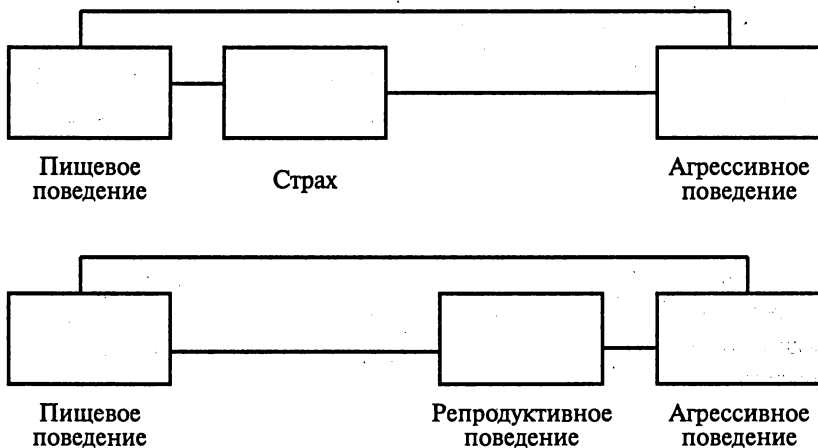 Пищевое
поведение
Страх
Агрессивное
поведение
Пищевое
поведение
Репродуктивное
поведение
Агрессивное
поведение